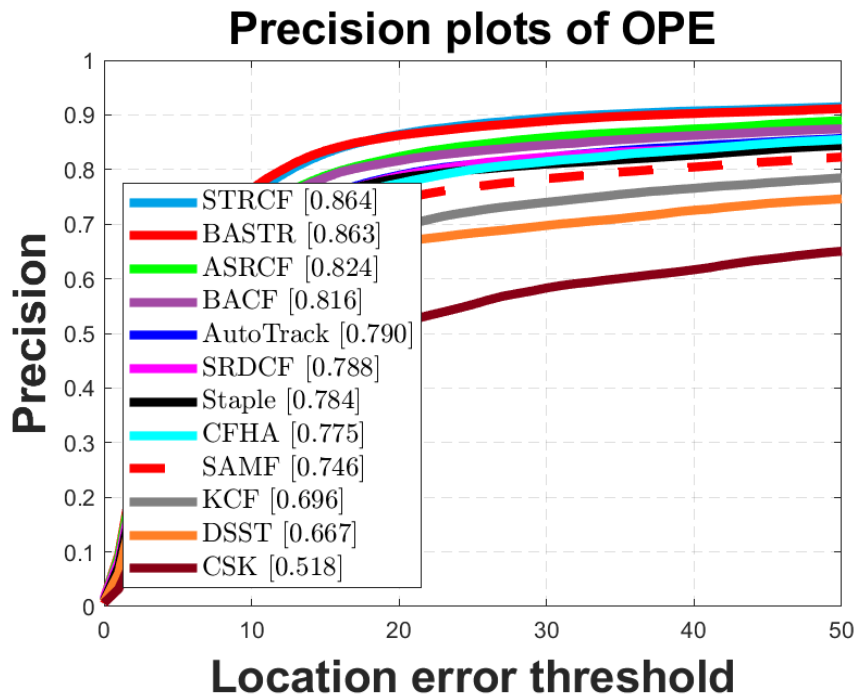 Precision plots of OPE
1
0.9
0.8
0.7
0.6
0.5
0.4
0.3
0.2
0.1
0
Precision
STRCF [0.864]
BASTR [0.863]
ASRCF [0.824]
BACF [0.816]
AutoTrack [0.790]
SRDCF [0.788]
Staple [0.784]
CFHA [0.775]
SAMF [0.746]
KCF [0.696]
DSST [0.667]
CSK [0.518]
0 10 20 30 40 50
Location error threshold